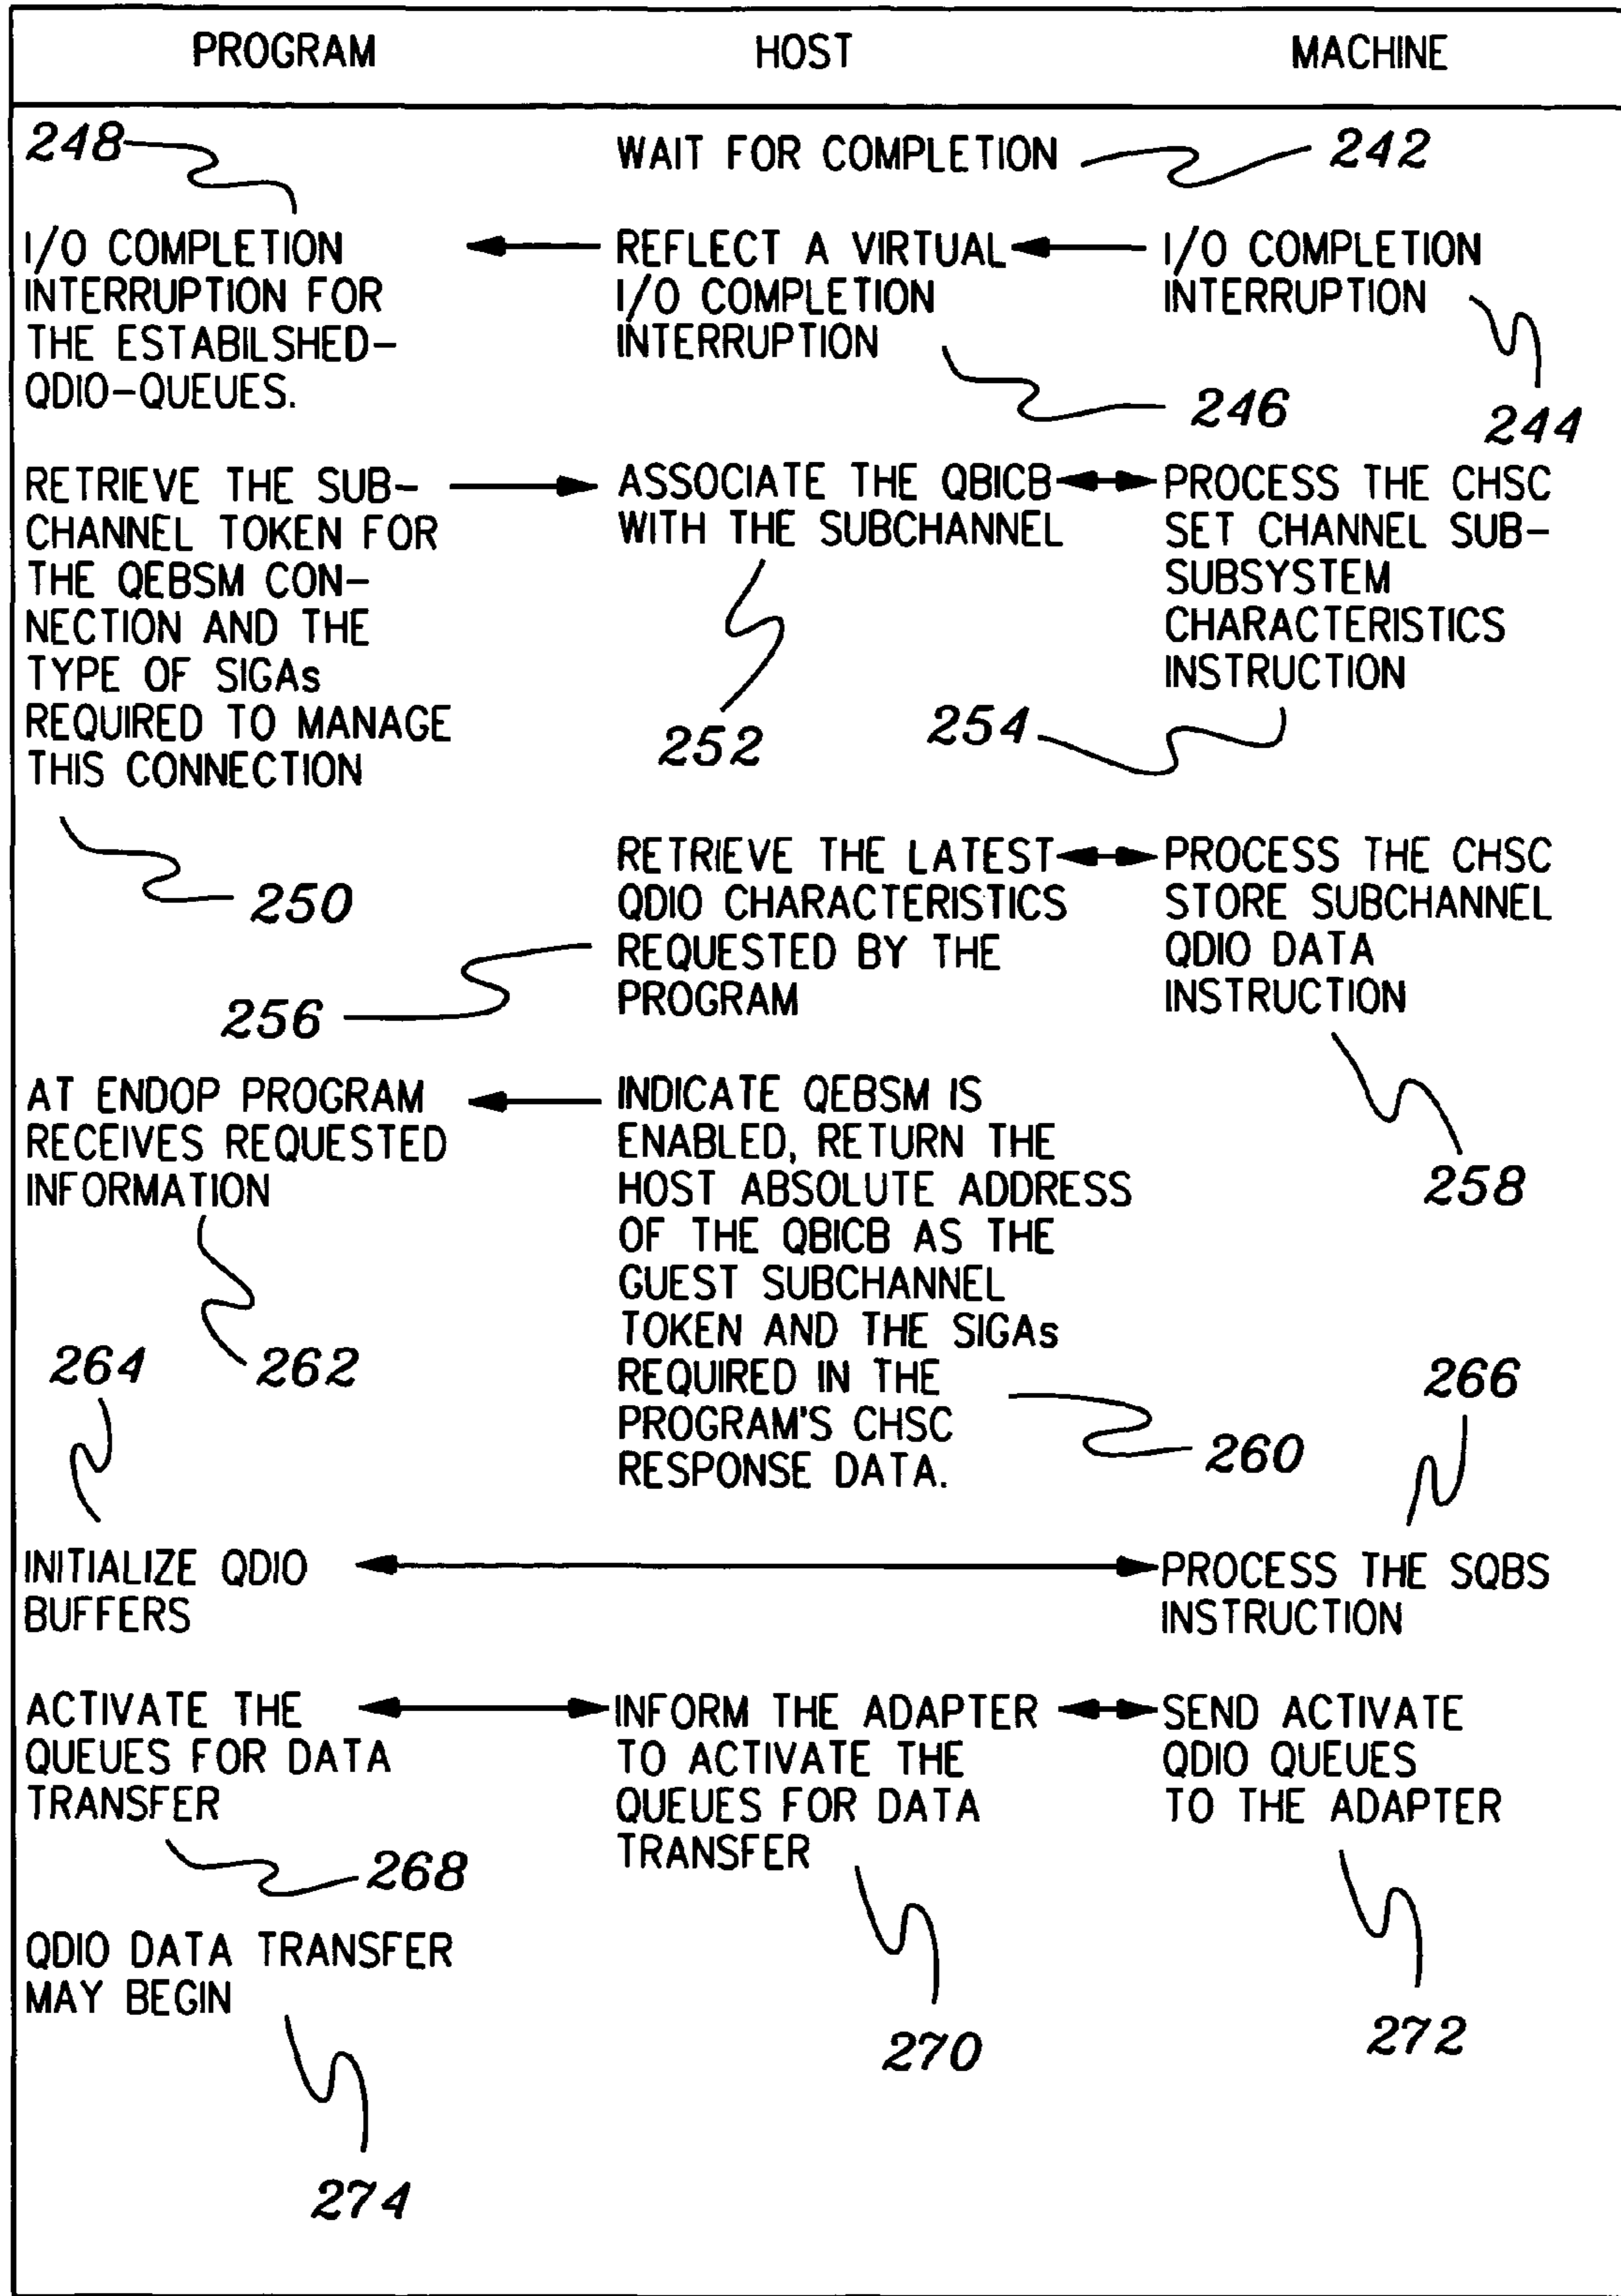 PROGRAM HOST MACHINE
248
WAIT FOR COMPLETION 242
I/O COMPLETION
INTERRUPTION FOR
THE ESTABILSHED-
QDIO-QUEUES.
REFLECT A VIRTUAL
I/O COMPLETION
INTERRUPTION
246
I/O COMPLETION
INTERRUPTION
244
RETRIEVE THE SUB-
CHANNEL TOKEN FOR
THE QEBSM CON-
NECTION AND THE
TYPE OF SIGAs
REQUIRED TO MANAGE
THIS CONNECTION
250
ASSOCIATE THE QBICB
WITH THE SUBCHANNEL
252
PROCESS THE CHSC
SET CHANNEL SUB-
SUBSYSTEM
CHARACTERISTICS
INSTRUCTION
254
RETRIEVE THE LATEST
QDIO CHARACTERISTICS
REQUESTED BY THE
PROGRAM
256
PROCESS THE CHSC
STORE SUBCHANNEL
QDIO DATA
INSTRUCTION
258
AT ENDOP PROGRAM
RECEIVES REQUESTED
INFORMATION
262
INDICATE QEBSM IS
ENABLED, RETURN THE
HOST ABSOLUTE ADDRESS
OF THE QBICB AS THE
GUEST SUBCHANNEL
TOKEN AND THE SIGAs
REQUIRED IN THE
PROGRAM'S CHSC
RESPONSE DATA.
260
264
INITIALIZE QDIO
BUFFERS
266
PROCESS THE SQBS
INSTRUCTION
ACTIVATE THE
QUEUES FOR DATA
TRANSFER
268
INFORM THE ADAPTER
TO ACTIVATE THE
QUEUES FOR DATA
TRANSFER
270
SEND ACTIVATE
QDIO QUEUES
TO THE ADAPTER
272
QDIO DATA TRANSFER
MAY BEGIN
274